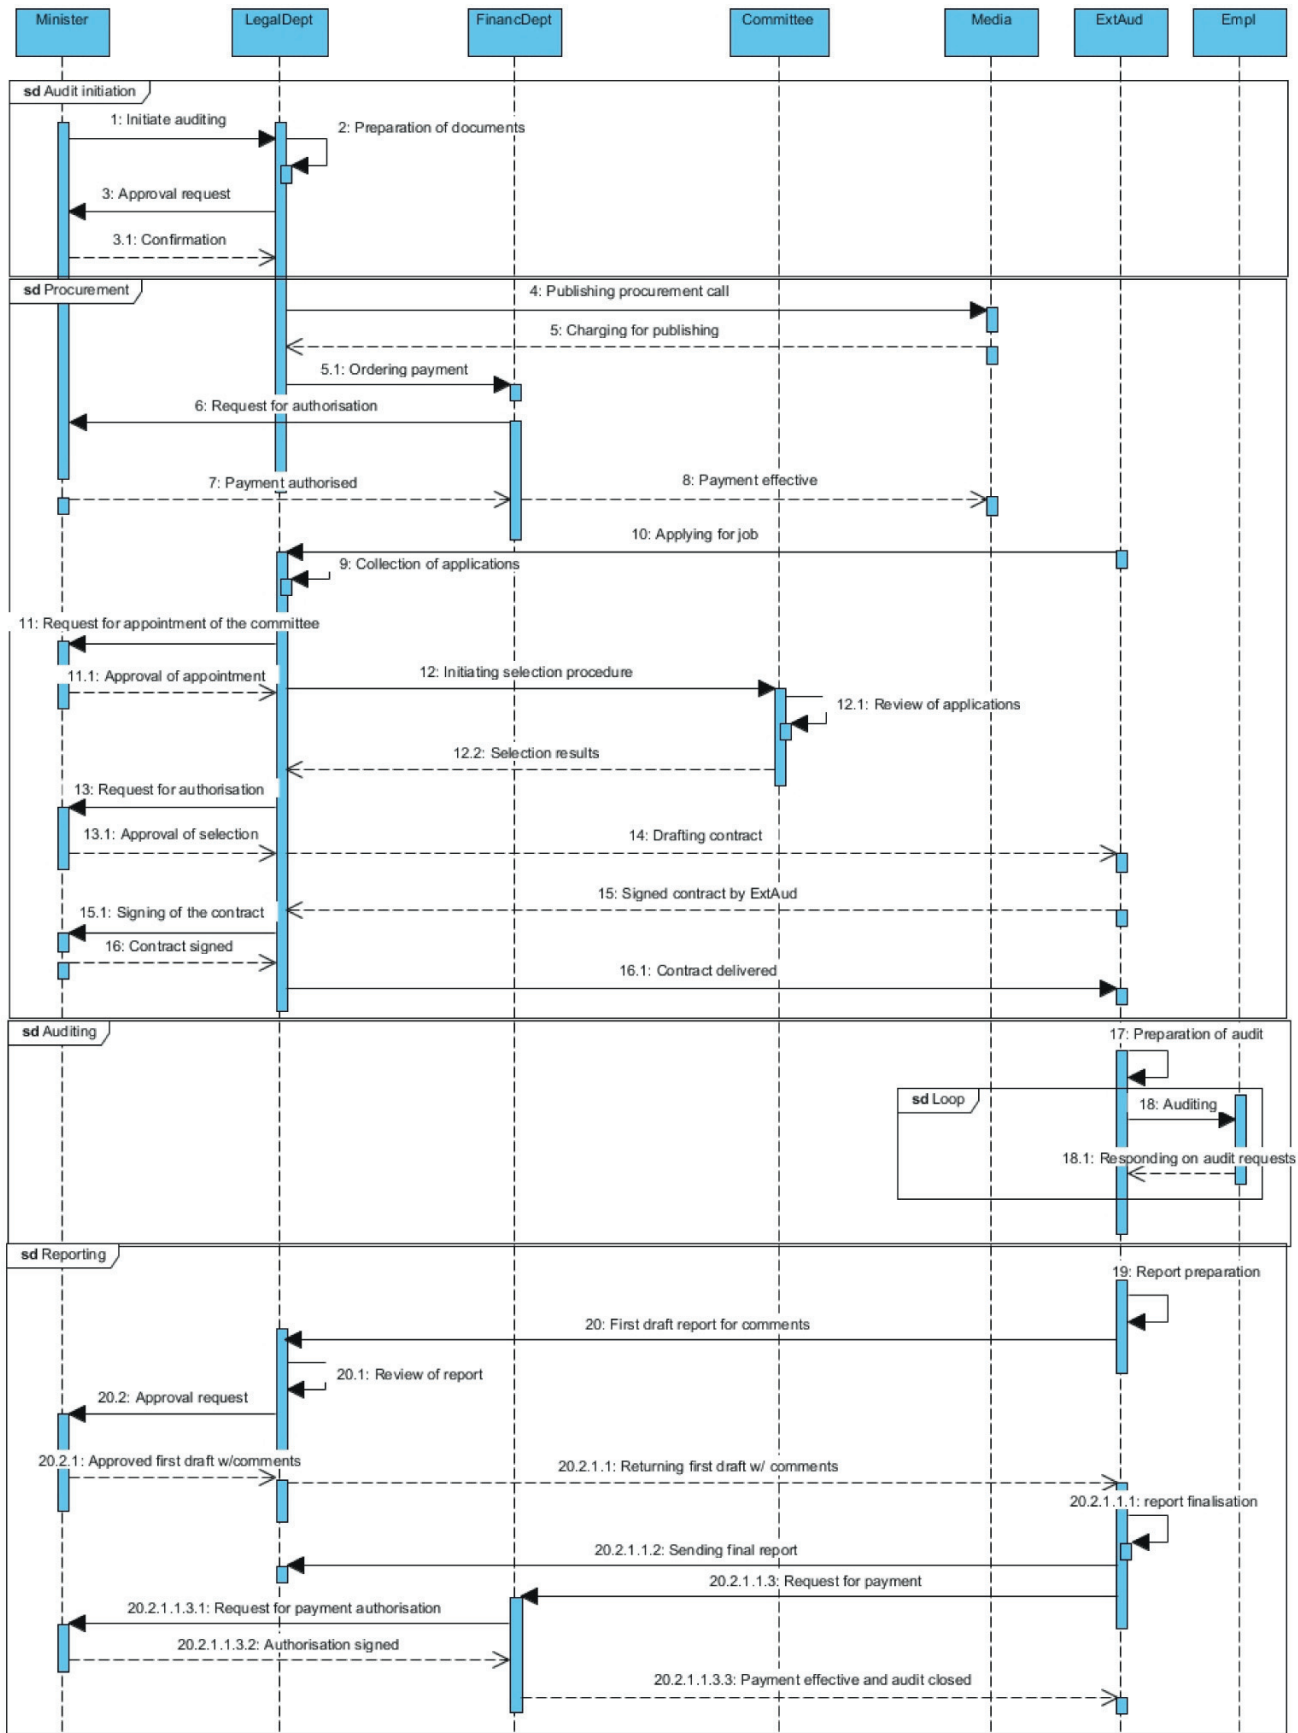 Minister
LegalDept
FinancDept
Committee
Media
ExtAud
Empl
sd Audit initiation
1: Initiate auditing
2: Preparation of documents
3: Approval request
3.1: Confirmation
sd Procurement
4: Publishing procurement call
5: Charging for publishing
5.1: Ordering payment
6: Request for authorisation
7: Payment authorised
8: Payment effective
10: Applying for job
9: Collection of applications
11: Request for appointment of the committee
11.1: Approval of appointment
12: Initiating selection procedure
12.1: Review of applications
12.2: Selection results
13: Request for authorisation
13.1: Approval of selection
14: Drafting contract
15: Signed contract by ExtAud
15.1: Signing of the contract
16: Contract signed
16.1: Contract delivered
sd Auditing
17: Preparation of audit
sd Loop
18: Auditing
18.1: Responding on audit requests
sd Reporting
19: Report preparation
20: First draft report for comments
20.1: Review of report
20.2: Approval request
20.2.1: Approved first draft w/comments
20.2.1.1: Returning first draft w/ comments
20.2.1.1.1: report finalisation
20.2.1.1.2: Sending final report
20.2.1.1.3: Request for payment
20.2.1.1.3.1: Request for payment authorisation
20.2.1.1.3.2: Authorisation signed
20.2.1.1.3.3: Payment effective and audit closed